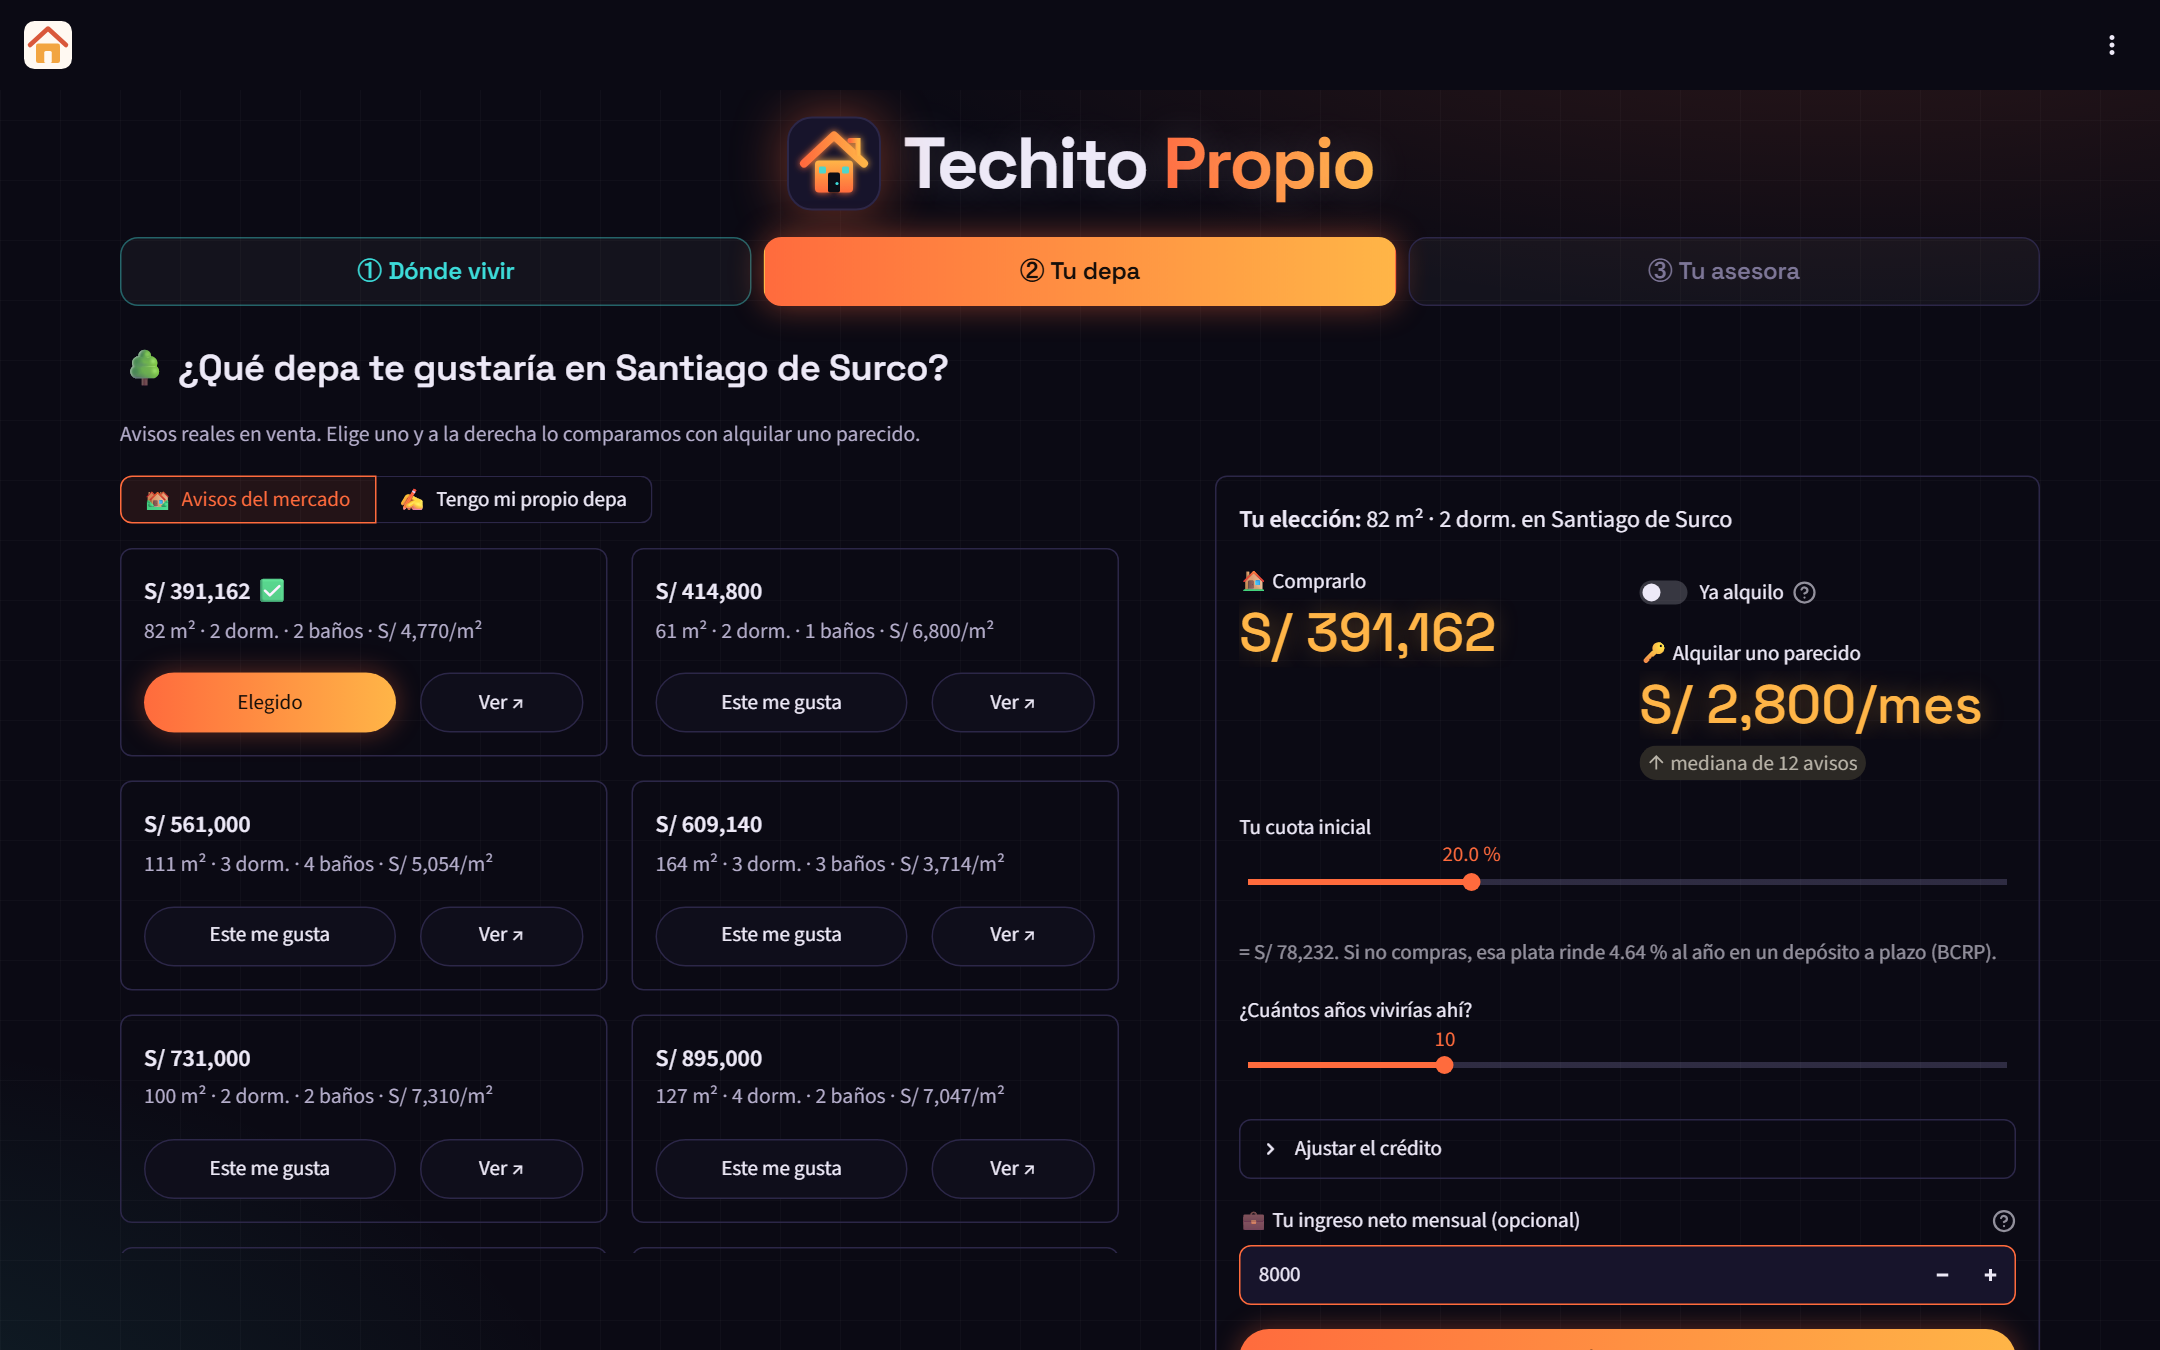 Techito Propio
① Dónde vivir
② Tu depa
③ Tu asesora
¿Qué depa te gustaría en Santiago de Surco?
Avisos reales en venta. Elige uno y a la derecha lo comparamos con alquilar uno parecido.
Avisos del mercado
Tengo mi propio depa
S/ 391,162
82 m² · 2 dorm. · 2 baños · S/ 4,770/m²
Elegido
Ver ↗
S/ 414,800
61 m² · 2 dorm. · 1 baños · S/ 6,800/m²
Este me gusta
Ver ↗
S/ 561,000
111 m² · 3 dorm. · 4 baños · S/ 5,054/m²
Este me gusta
Ver ↗
S/ 609,140
164 m² · 3 dorm. · 3 baños · S/ 3,714/m²
Este me gusta
Ver ↗
S/ 731,000
100 m² · 2 dorm. · 2 baños · S/ 7,310/m²
Este me gusta
Ver ↗
S/ 895,000
127 m² · 4 dorm. · 2 baños · S/ 7,047/m²
Este me gusta
Ver ↗
Tu elección: 82 m² · 2 dorm. en Santiago de Surco
Comprarlo
S/ 391,162
Ya alquilo
Alquilar uno parecido
S/ 2,800/mes
↑ mediana de 12 avisos
Tu cuota inicial
20.0 %
= S/ 78,232. Si no compras, esa plata rinde 4.64 % al año en un depósito a plazo (BCRP).
¿Cuántos años vivirías ahí?
10
Ajustar el crédito
Tu ingreso neto mensual (opcional)
8000